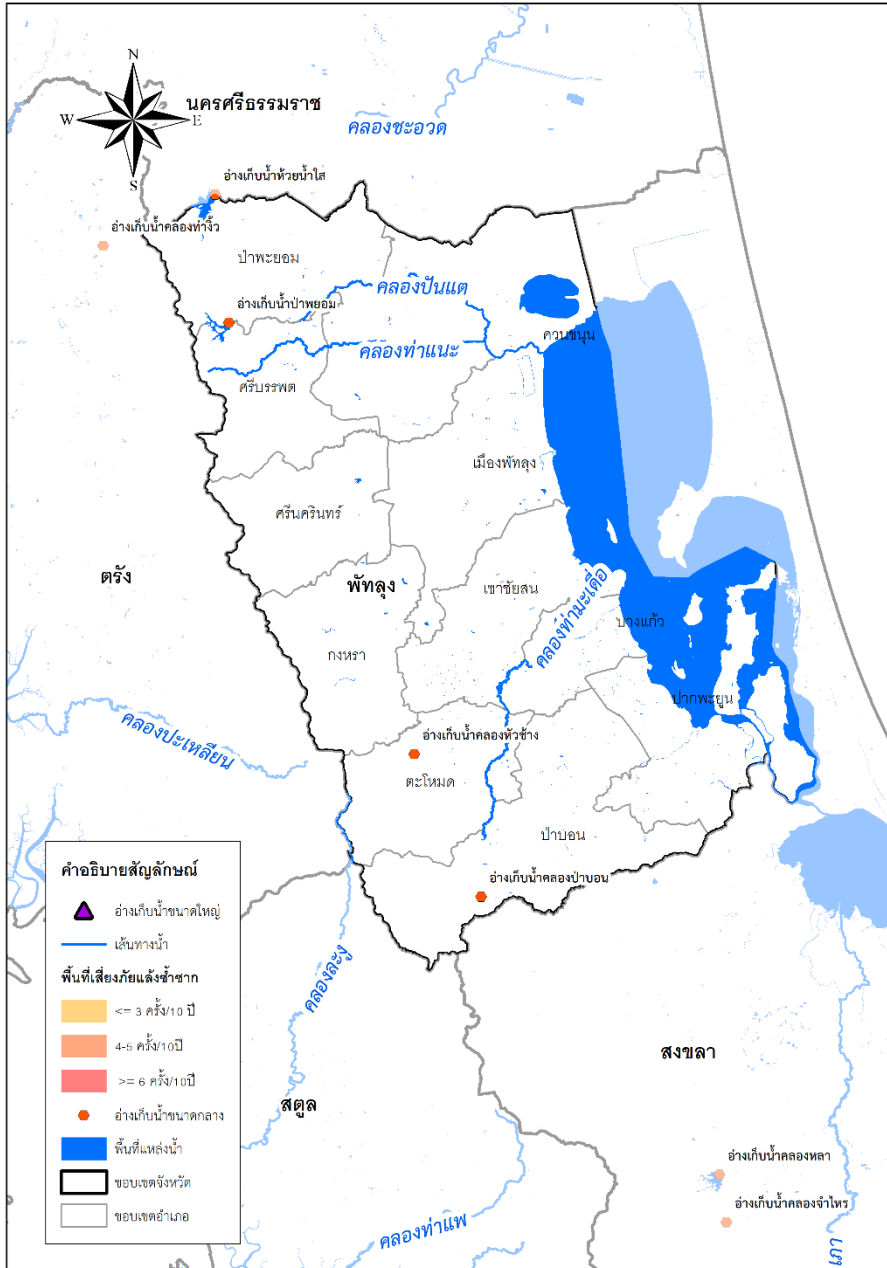 N
นครศรีธรรมราช
W
E
คลองชะอวด
S
อ่างเก็บน้ำห้วยน้ำใส
อ่างเก็บน้ำคลองท่างิ้ว
ป่าพะยอม
คลองปันแต
อ่างเก็บน้ำป่าพยอม
ควนขนุน
คลองท่าแนะ
ศรีบรรพต
เมืองพัทลุง
ศรีนครินทร์
ตรัง
พัทลุง
เขาชัยสน
คลองท่ามะเดื่อ
บางแก้ว
กงหรา
ปากพะยูน
คลองปะเหลียน
อ่างเก็บน้ำคลองหัวช้าง
ตะโหมด
ป่าบอน
อ่างเก็บน้ำคลองป่าบอน
คำอธิบายสัญลักษณ์
อ่างเก็บน้ำขนาดใหญ่
เส้นทางน้ำ
พื้นที่เสี่ยงภัยแล้งซ้ำซาก
<= 3 ครั้ง/10 ปี
4-5 ครั้ง/10ปี
>= 6 ครั้ง/10ปี
อ่างเก็บน้ำขนาดกลาง
พื้นที่แหล่งน้ำ
ขอบเขตจังหวัด
ขอบเขตอำเภอ
คลองละงู
สงขลา
สตูล
อ่างเก็บน้ำคลองหลา
อ่างเก็บน้ำคลองจำไหร
คลองท่าแพ
เภา